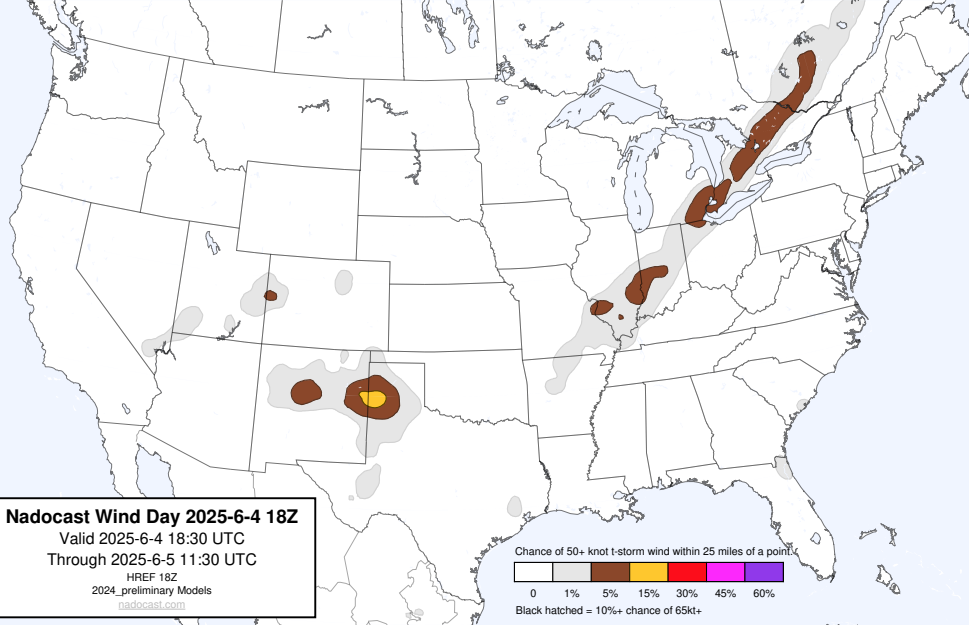 Nadocast Wind Day 2025-6-4 18Z
Valid 2025-6-4 18:30 UTC
Through 2025-6-5 11:30 UTC
HREF 18Z
2024_preliminary Models
nadocast.com
Chance of 50+ knot t-storm wind within 25 miles of a point.
0 1% 5% 15% 30% 45% 60%
Black hatched = 10%+ chance of 65kt+